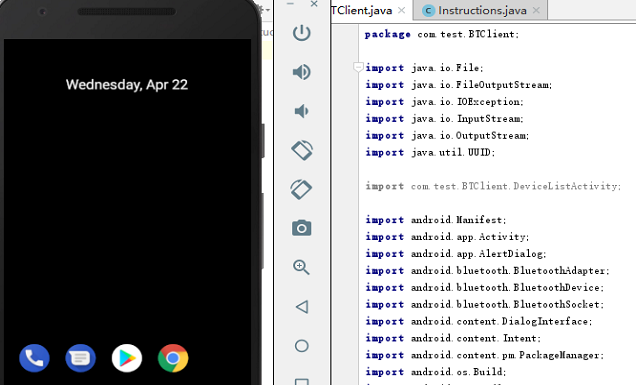 Wednesday, Apr 22
TClient.java
Instructions.java
package com.test.BTClient;
import java.io.File;
import java.io.FileOutputStream;
import java.io.IOException;
import java.io.InputStream;
import java.io.OutputStream;
import java.util.UUID;
import com.test.BTClient.DeviceListActivity;
import android.Manifest;
import android.app.Activity;
import android.app.AlertDialog;
import android.bluetooth.BluetoothAdapter;
import android.bluetooth.BluetoothDevice;
import android.bluetooth.BluetoothSocket;
import android.content.DialogInterface;
import android.content.Intent;
import android.content.pm.PackageManager;
import android.os.Build;